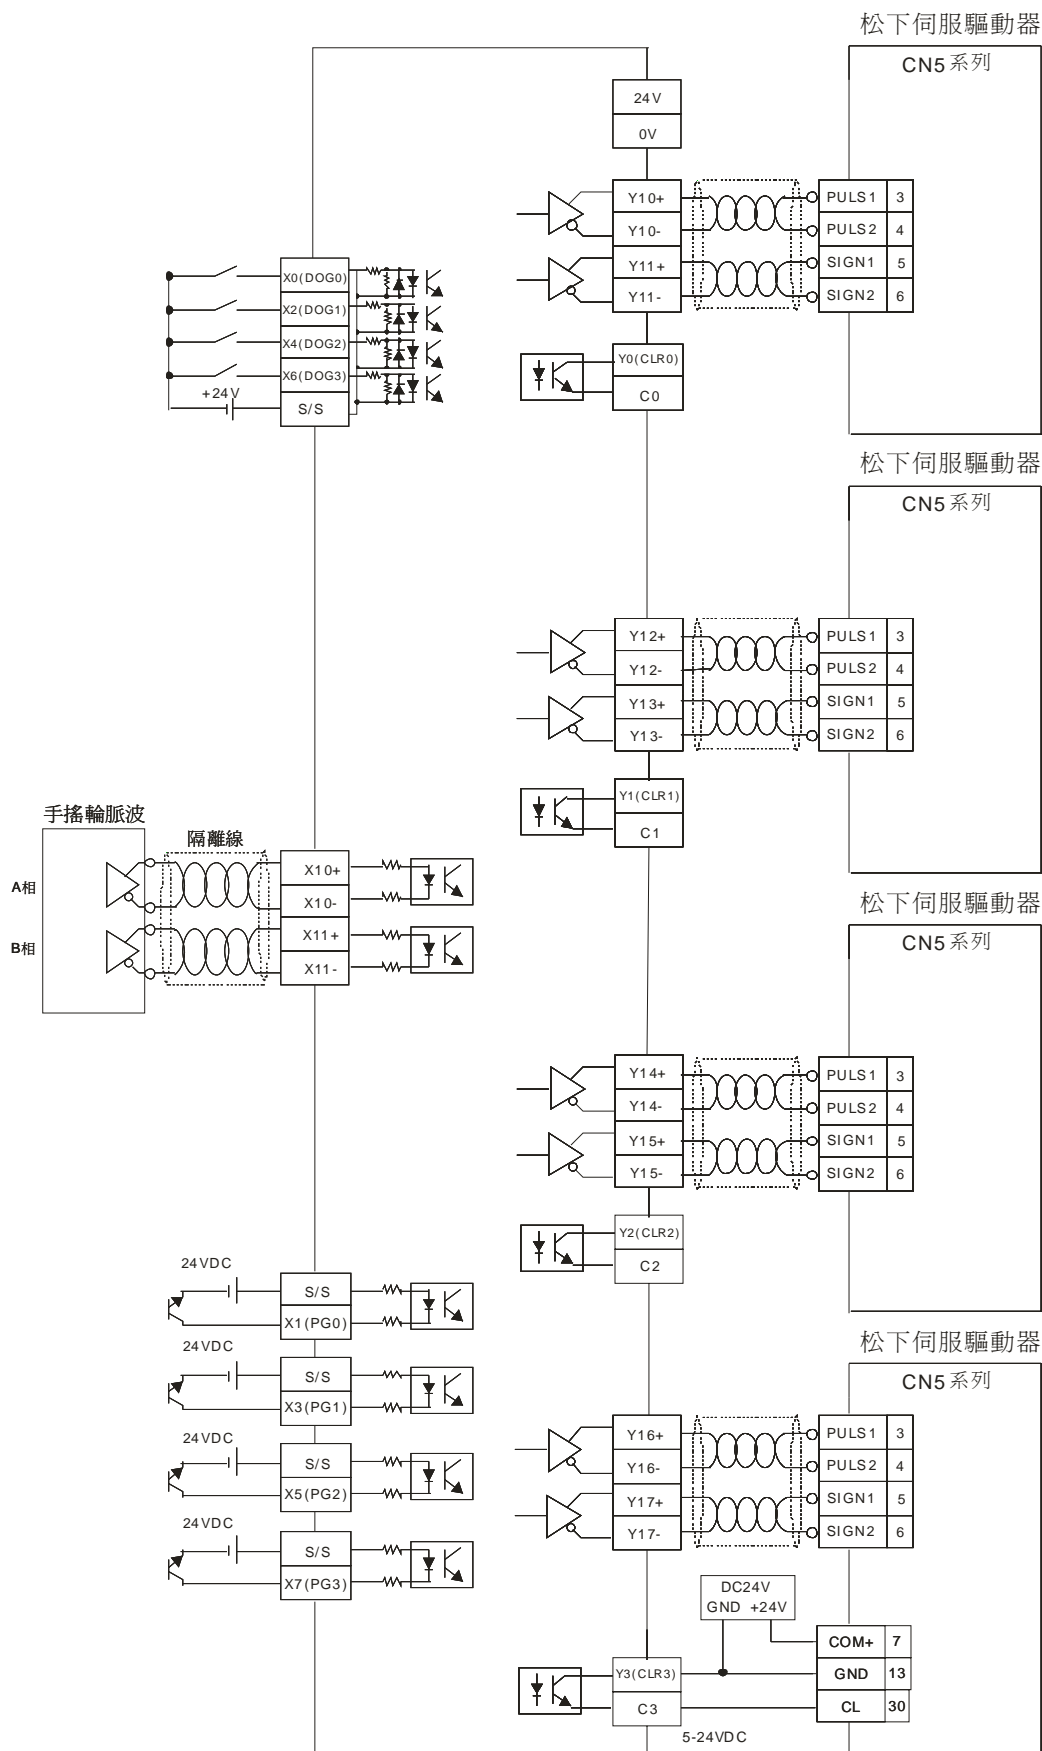 松下伺服驅動器
CN5系列
24V
0V
Y10+
PULS1 3
Y10-
PULS2 4
Y11+
SIGN1 5
Y11-
SIGN2 6
X0(DOG0)
X2(DOG1)
X4(DOG2)
X6(DOG3)
+24V
S/S
Y0(CLR0)
C0
松下伺服驅動器
CN5系列
Y12+
PULS1 3
Y12-
PULS2 4
Y13+
SIGN1 5
Y13-
SIGN2 6
Y1(CLR1)
C1
手搖輪脈波
隔離線
A相
B相
X10+
X10-
X11+
X11-
松下伺服驅動器
CN5系列
Y14+
PULS1 3
Y14-
PULS2 4
Y15+
SIGN1 5
Y15-
SIGN2 6
Y2(CLR2)
C2
24VDC
S/S
X1(PG0)
24VDC
S/S
X3(PG1)
24VDC
S/S
X5(PG2)
24VDC
S/S
X7(PG3)
松下伺服驅動器
CN5系列
Y16+
PULS1 3
Y16-
PULS2 4
Y17+
SIGN1 5
Y17-
SIGN2 6
DC24V
GND +24V
COM+ 7
Y3(CLR3)
GND 13
C3
CL 30
5-24VDC